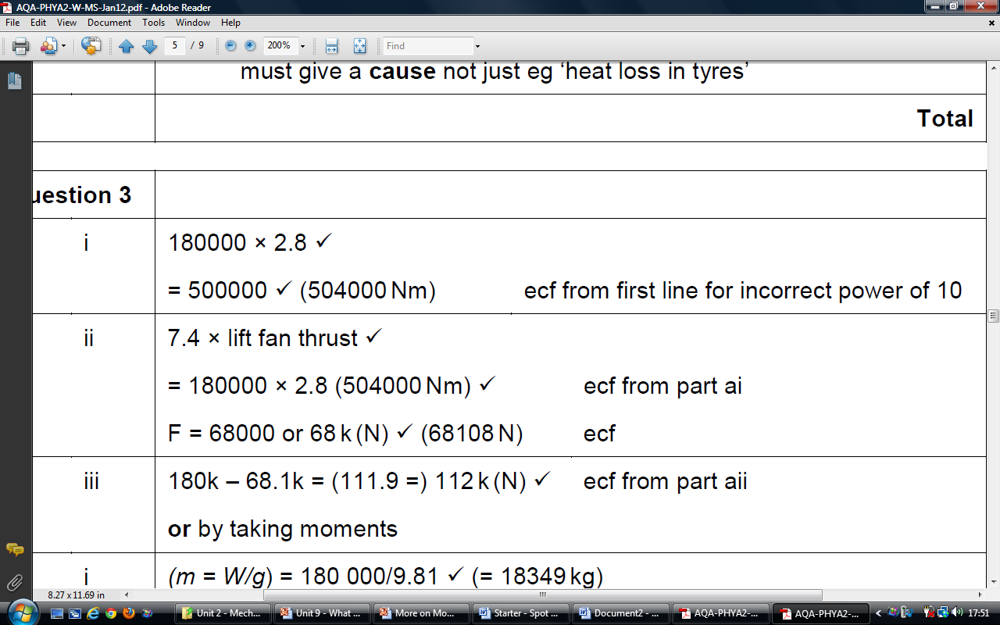 AQA-PHYA2-W-MS-Jan12.pdf - Adobe Reader
File Edit View Document Tools Window Help
5 / 9 200% Find
must give a cause not just eg ‘heat loss in tyres’
Total
uestion 3
i 180000 × 2.8 ✓
= 500000 ✓ (504000 Nm) ecf from first line for incorrect power of 10
ii 7.4 × lift fan thrust ✓
= 180000 × 2.8 (504000 Nm) ✓ ecf from part ai
F = 68000 or 68 k (N) ✓ (68108 N) ecf
iii 180k – 68.1k = (111.9 =) 112 k (N) ✓ ecf from part aii
or by taking moments
i (m = W/g) = 180 000/9.81 ✓ (= 18349 kg)
8.27 x 11.69 in
Unit 2 - Mech... Unit 9 - What ... More on Mo... Starter - Spot ... Document2 - ... AQA-PHYA2-... AQA-PHYA2-... 17:51